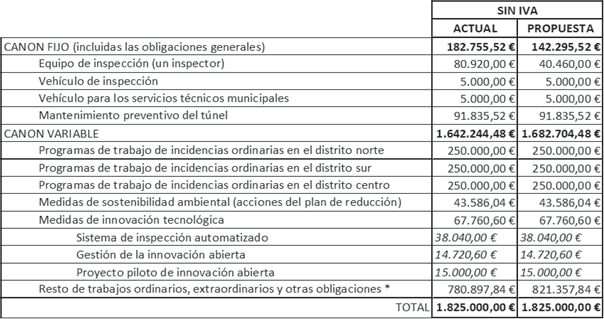 SIN IVA
ACTUAL PROPUESTA
CANON FIJO (incluidas las obligaciones generales) 182.755,52 € 142.295,52 €
Equipo de inspección (un inspector) 80.920,00 € 40.460,00 €
Vehículo de inspección 5.000,00 € 5.000,00 €
Vehículo para los servicios técnicos municipales 5.000,00 € 5.000,00 €
Mantenimiento preventivo del túnel 91.835,52 € 91.835,52 €
CANON VARIABLE 1.642.244,48 € 1.682.704,48 €
Programas de trabajo de incidencias ordinarias en el distrito norte 250.000,00 € 250.000,00 €
Programas de trabajo de incidencias ordinarias en el distrito sur 250.000,00 € 250.000,00 €
Programas de trabajo de incidencias ordinarias en el distrito centro 250.000,00 € 250.000,00 €
Medidas de sostenibilidad ambiental (acciones del plan de reducción) 43.586,04 € 43.586,04 €
Medidas de innovación tecnológica 67.760,60 € 67.760,60 €
Sistema de inspección automatizado 38.040,00 € 38.040,00 €
Gestión de la innovación abierta 14.720,60 € 14.720,60 €
Proyecto piloto de innovación abierta 15.000,00 € 15.000,00 €
Resto de trabajos ordinarios, extraordinarios y otras obligaciones * 780.897,84 € 821.357,84 €
TOTAL 1.825.000,00 € 1.825.000,00 €